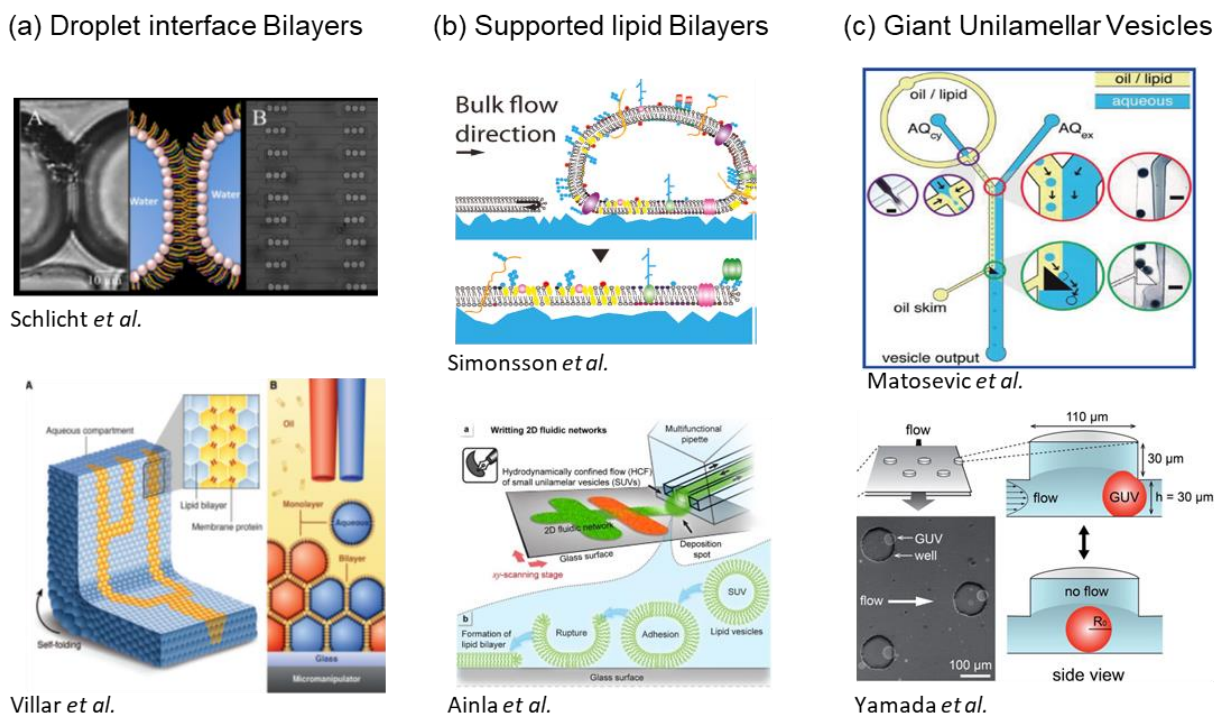 (a) Droplet interface Bilayers
A
Water
Water
B
10 µm
Schlicht et al.
A
Aqueous compartment
Lipid bilayer
Membrane protein
Self-folding
B
Oil
Monolayer
Aqueous
Bilayer
Glass
Micromanipulator
Villar et al.
(b) Supported lipid Bilayers
Bulk flow
direction
Simonsson et al.
a
Writting 2D fluidic networks
Multifunctional
pipette
Hydrodynamically confined flow (HCF)
of small unilamelar vesicles (SUVs)
2D fluidic network
Glass surface
Deposition
spot
xy-scanning stage
b
SUV
Lipid vesicles
Formation of
lipid bilayer
Rupture
Adhesion
Glass surface
Ainla et al.
(c) Giant Unilamellar Vesicles
oil / lipid
aqueous
oil / lipid
AQcy
AQex
oil skim
vesicle output
Matosevic et al.
flow
110 µm
30 µm
flow
GUV
h = 30 µm
GUV
well
flow
100 µm
no flow
R₀
side view
Yamada et al.